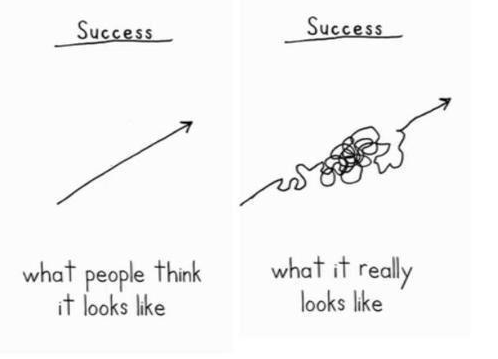 Success
what people think
it looks like
Success
what it really
looks like